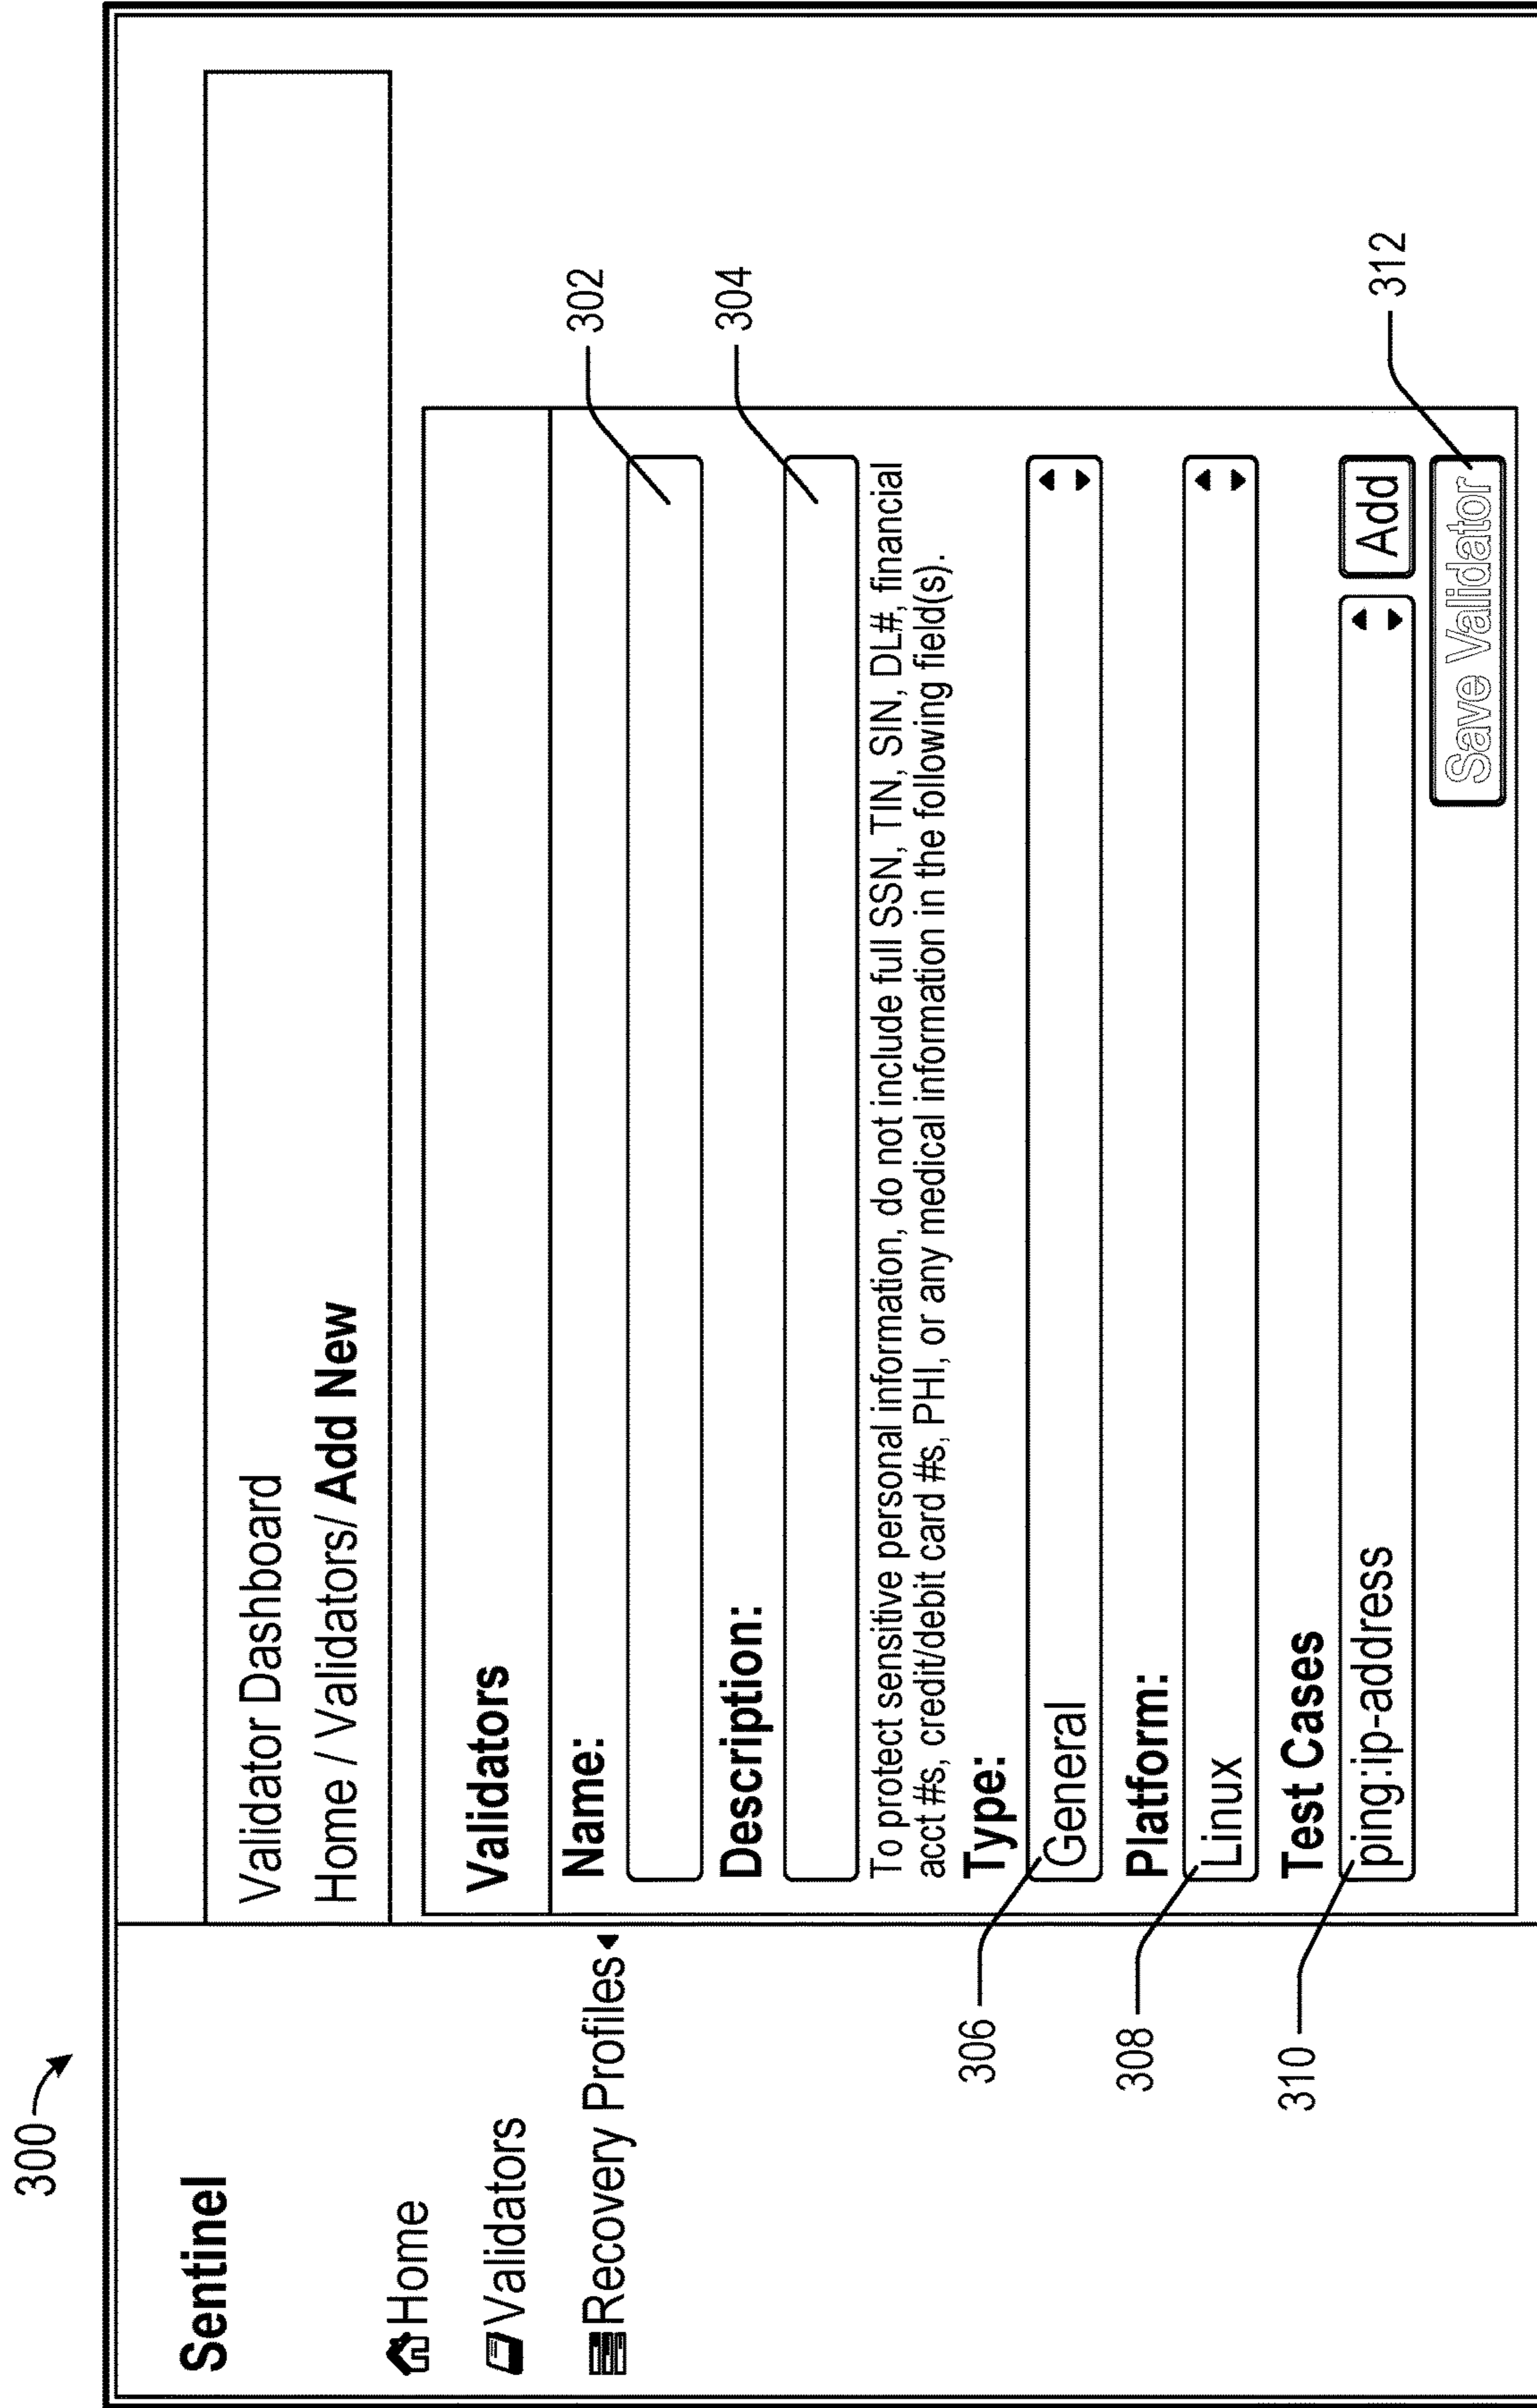 300
Sentinel
Home
Validators
Recovery Profiles
Validator Dashboard
Home / Validators/ Add New
Validators
Name:
302
Description:
304
To protect sensitive personal information, do not include full SSN, TIN, SIN, DL#, financial
acct #s, credit/debit card #s, PHI, or any medical information in the following field(s).
Type:
306
General
Platform:
308
Linux
Test Cases
310
ping:ip-address
Add
Save Validator
312